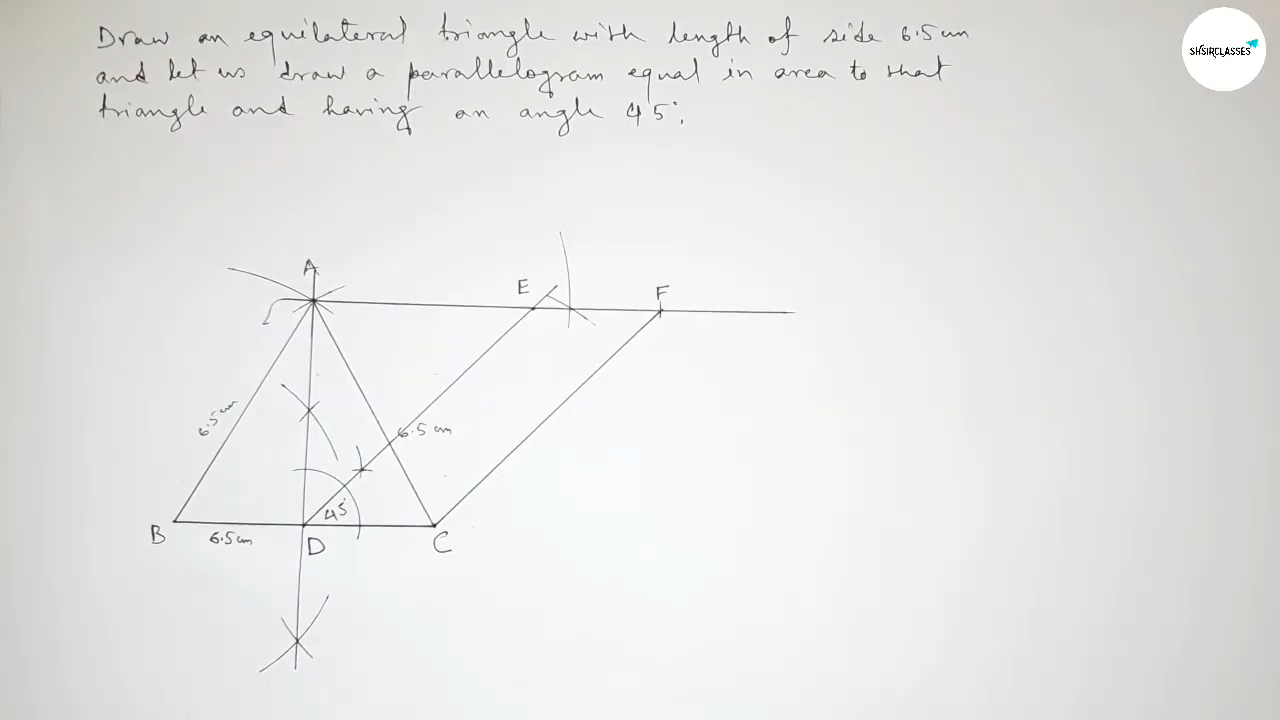 Draw an equilateral triangle with length of side 6.5 cm
and let us draw a parallelogram equal in area to that
triangle and having an angle 45°.
SHSIRCLASSES
A
E
F
6.5 cm
6.5 cm
45°
B
6.5 cm
D
C